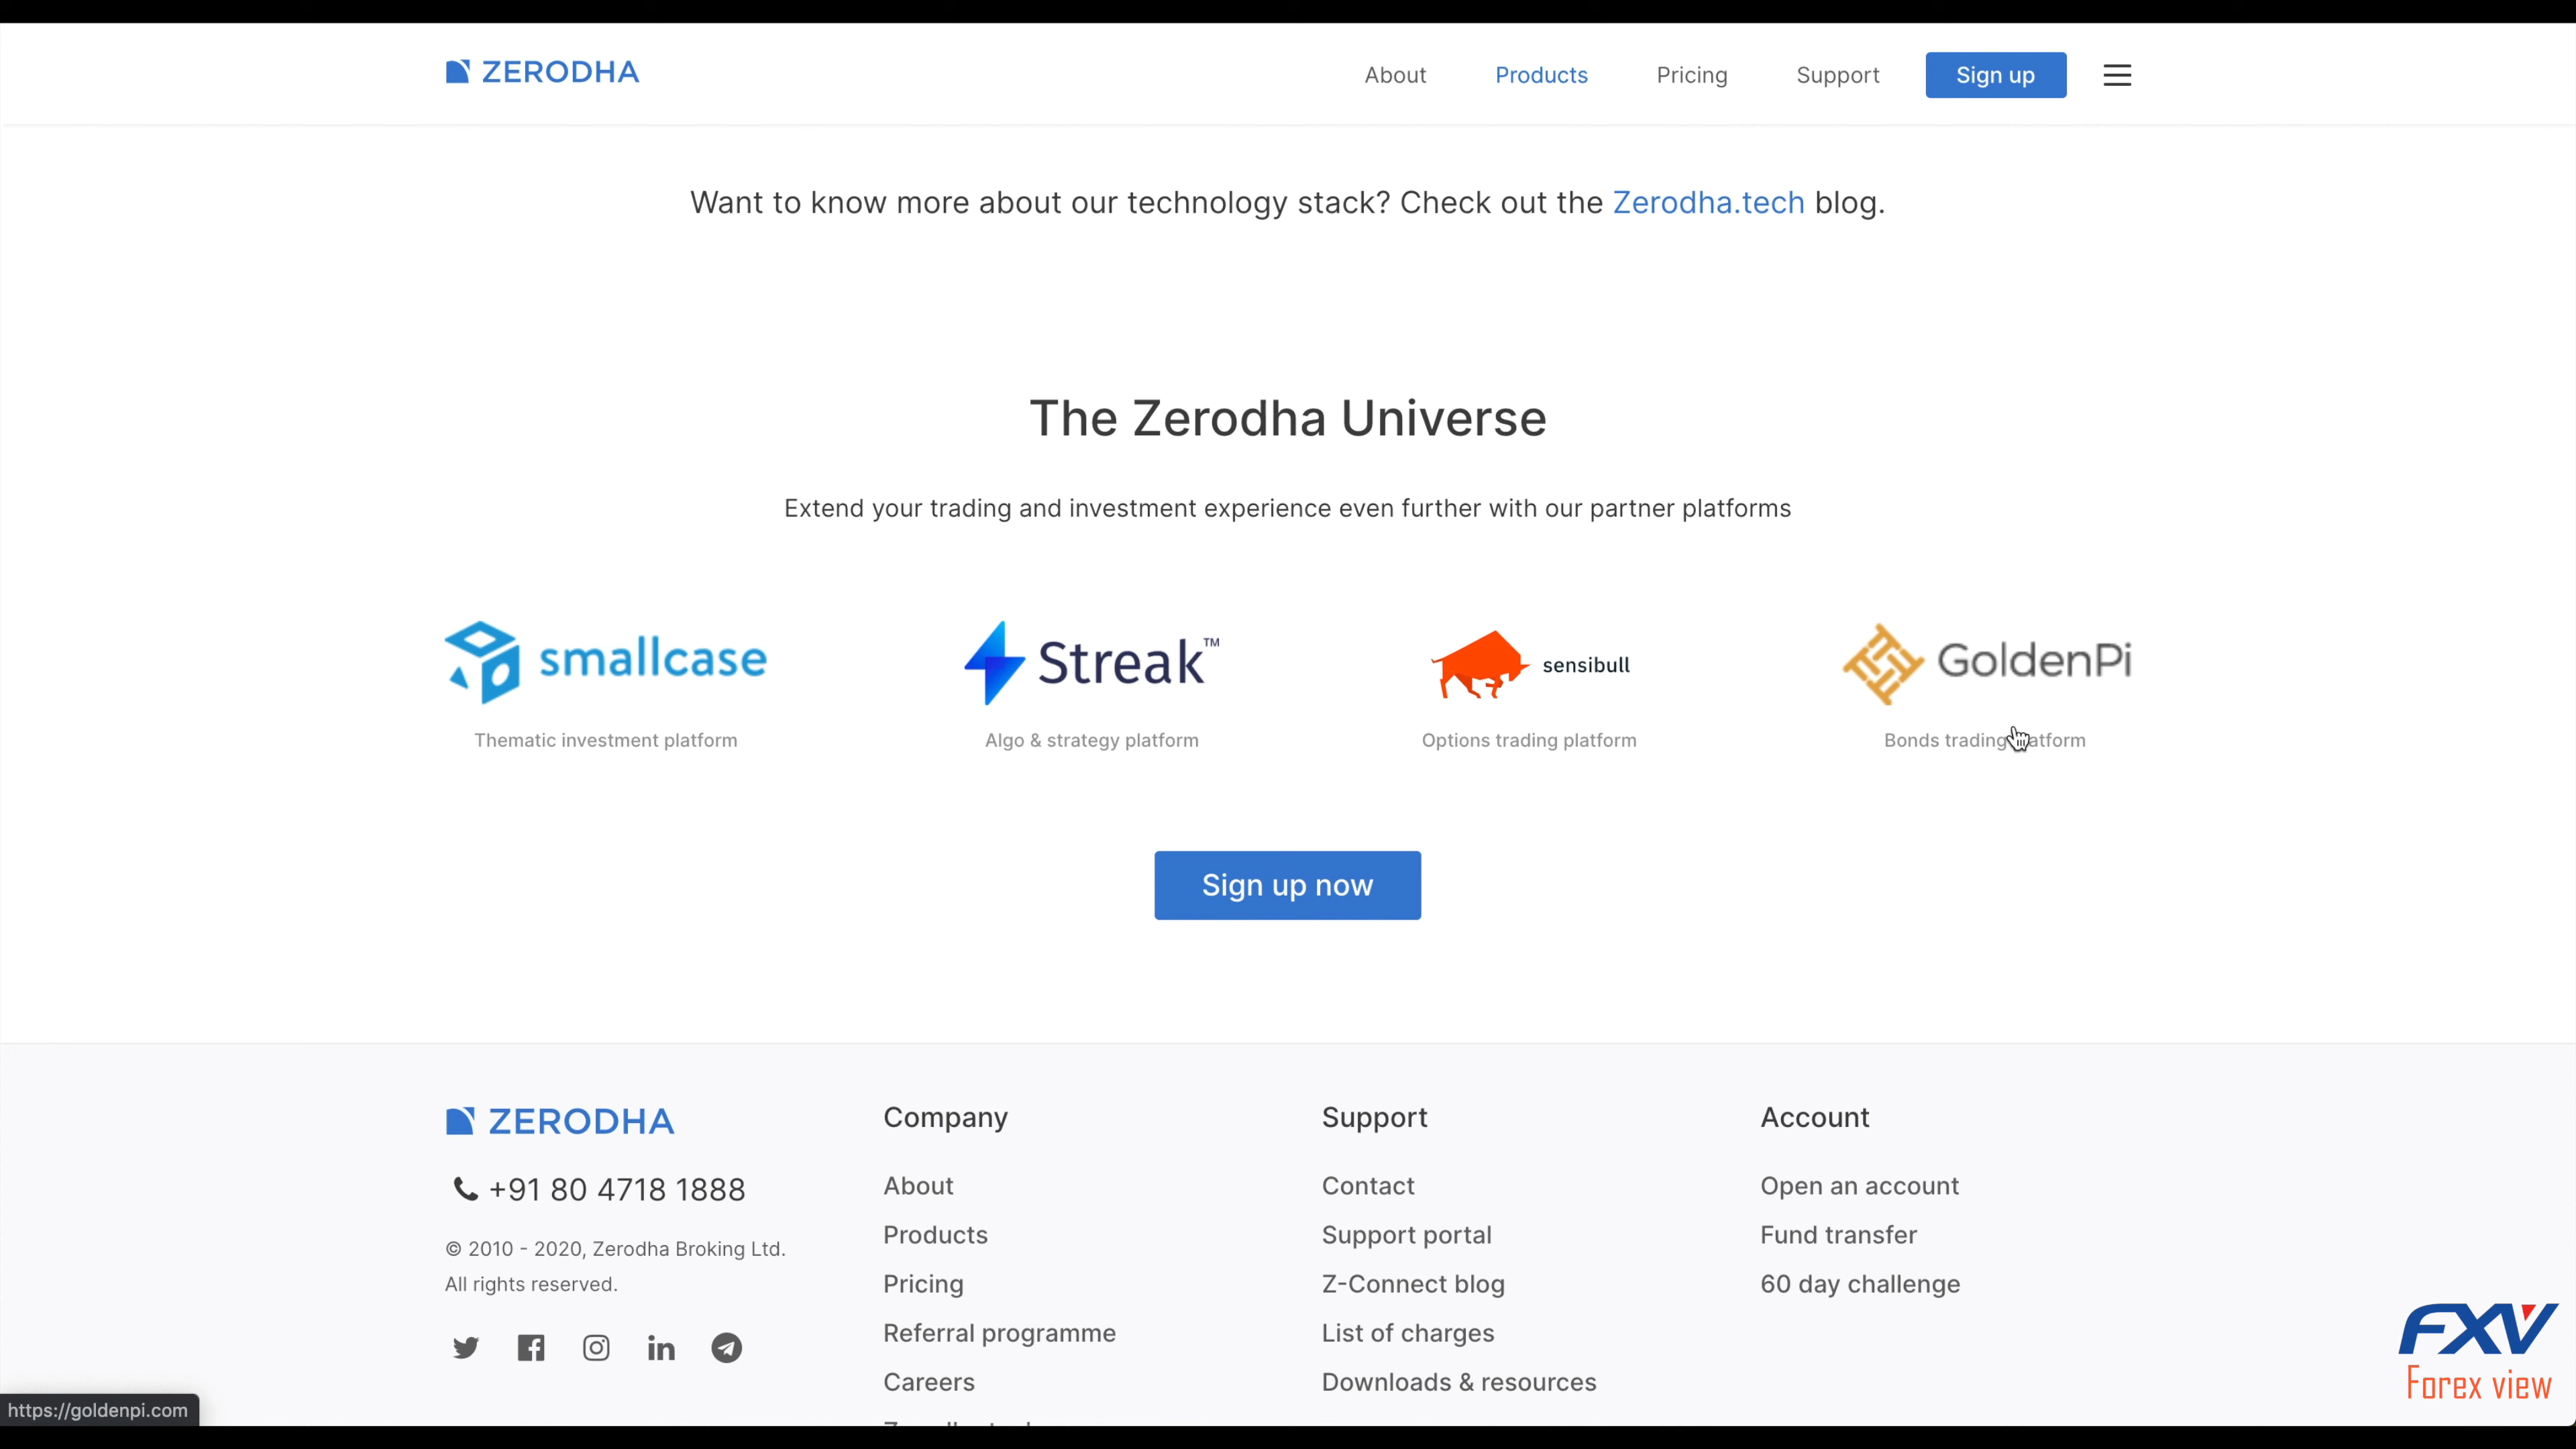 ZERODHA
About Products Pricing Support Sign up
Want to know more about our technology stack? Check out the Zerodha.tech blog.
The Zerodha Universe
Extend your trading and investment experience even further with our partner platforms
smallcase
Thematic investment platform
Streak™
Algo & strategy platform
sensibull
Options trading platform
GoldenPi
Bonds trading
Sign up now
ZERODHA
+91 80 4718 1888
© 2010 - 2020, Zerodha Broking Ltd.
All rights reserved.
Company
About
Products
Pricing
Referral programme
Careers
Support
Contact
Support portal
Z-Connect blog
List of charges
Downloads & resources
Account
Open an account
Fund transfer
60 day challenge
https://goldenpi.com
FXV
Forex view